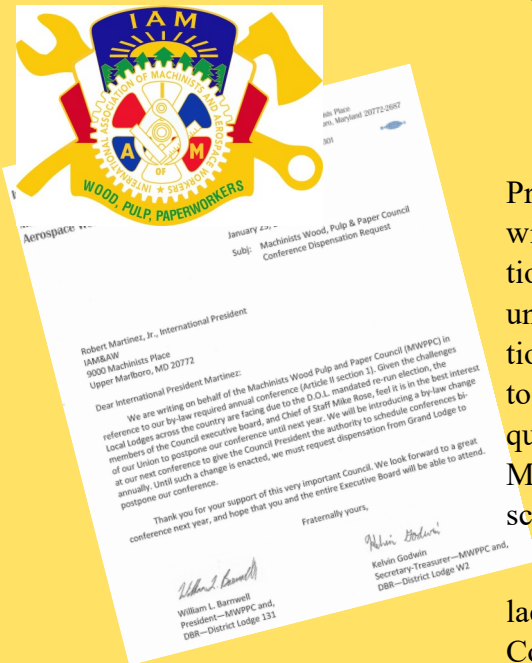 IAM
INTERNATIONAL ASSOCIATION OF MACHINISTS AND AEROSPACE WORKERS
A M
OF
WOOD, PULP, PAPERWORKERS
Place
Maryland 20772-2687
Aerospace
January
Subj: Machinists Wood, Pulp & Paper Council
Conference Dispensation Request
Robert Martinez, Jr., International President
IAM&AW
9000 Machinists Place
Upper Marlboro, MD 20772
Dear International President Martinez:
We are writing on behalf of the Machinists Wood Pulp and Paper Council (MWPPC) in
reference to our by-law required annual conference (Article II section 1). Given the challenges
Local Lodges across the country are facing due to the D.O.L. mandated re-run election, the
members of the Council executive board, and Chief of Staff Mike Rose, feel it is in the best interest
of our Union to postpone our conference until next year. We will be introducing a by-law change
at our next conference to give the Council President the authority to schedule conferences bi-
annually. Until such a change is enacted, we must request dispensation from Grand Lodge to
postpone our conference.
Thank you for your support of this very important Council. We look forward to a great
conference next year, and hope that you and the entire Executive Board will be able to attend.
Fraternally yours,
William L. Barnwell
President—MWPPC and,
DBR—District Lodge 131
Kelvin Godwin
Kelvin Godwin
Secretary-Treasurer—MWPPC and,
DBR—District Lodge W2
Pr
wi
tio
un
tio
to
qu
M
sc
la
Co